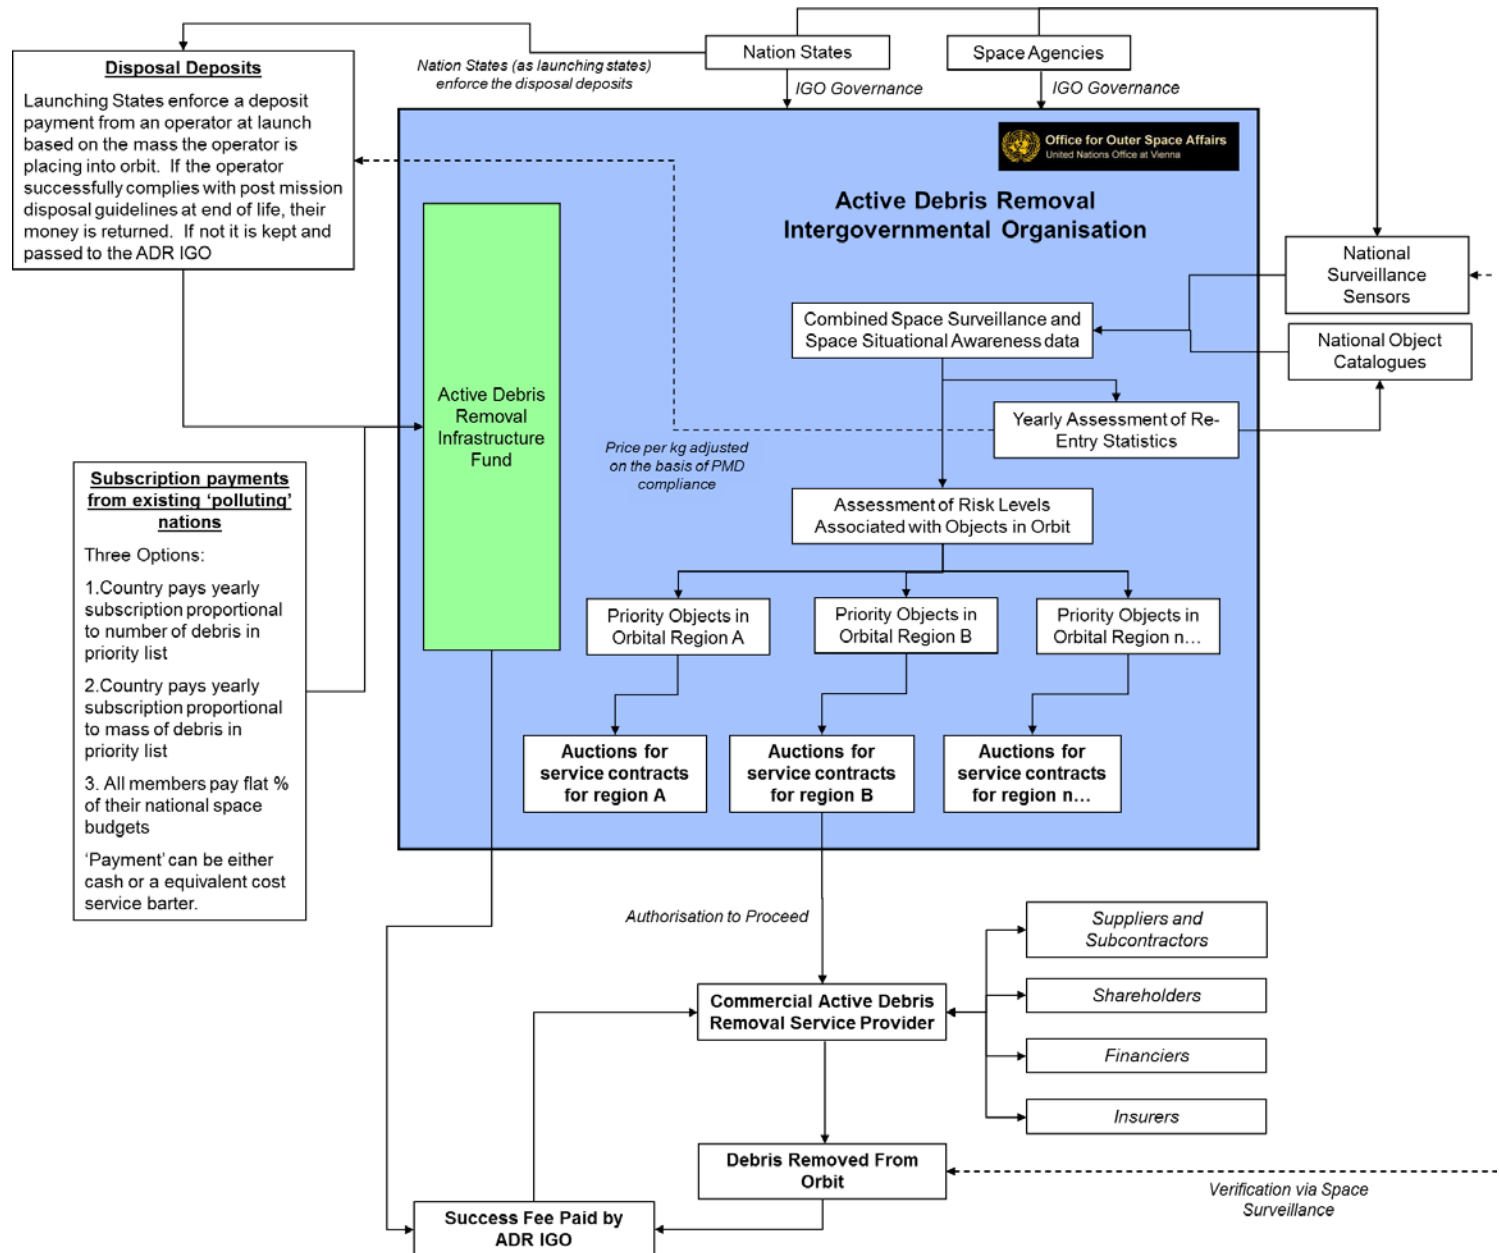 Nation States
Space Agencies
Nation States (as launching states)
enforce the disposal deposits
IGO Governance
IGO Governance
Disposal Deposits
Launching States enforce a deposit
payment from an operator at launch
based on the mass the operator is
placing into orbit.  If the operator
successfully complies with post mission
disposal guidelines at end of life, their
money is returned.  If not it is kept and
passed to the ADR IGO
Office for Outer Space Affairs
United Nations Office at Vienna
Active Debris Removal
Intergovernmental Organisation
National
Surveillance
Sensors
National Object
Catalogues
Combined Space Surveillance and
Space Situational Awareness data
Yearly Assessment of Re-
Entry Statistics
Active Debris
Removal
Infrastructure
Fund
Price per kg adjusted
on the basis of PMD
compliance
Assessment of Risk Levels
Associated with Objects in Orbit
Subscription payments
from existing ‘polluting’
nations
Three Options:
1.Country pays yearly
subscription proportional
to number of debris in
priority list
2.Country pays yearly
subscription proportional
to mass of debris in
priority list
3. All members pay flat %
of their national space
budgets
‘Payment’ can be either
cash or a equivalent cost
service barter.
Priority Objects in
Orbital Region A
Priority Objects in
Orbital Region B
Priority Objects in
Orbital Region n…
Auctions for
service contracts
for region A
Auctions for
service contracts
for region B
Auctions for
service contracts
for region n…
Authorisation to Proceed
Commercial Active Debris
Removal Service Provider
Suppliers and
Subcontractors
Shareholders
Financiers
Insurers
Debris Removed From
Orbit
Verification via Space
Surveillance
Success Fee Paid by
ADR IGO